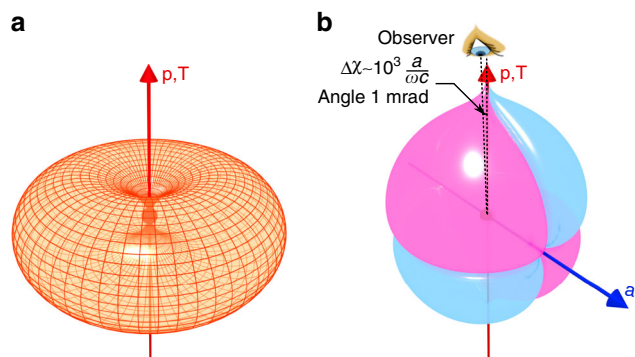 a
p,T
b
Observer
Δχ~10³ a/ωc
Angle 1 mrad
p,T
a